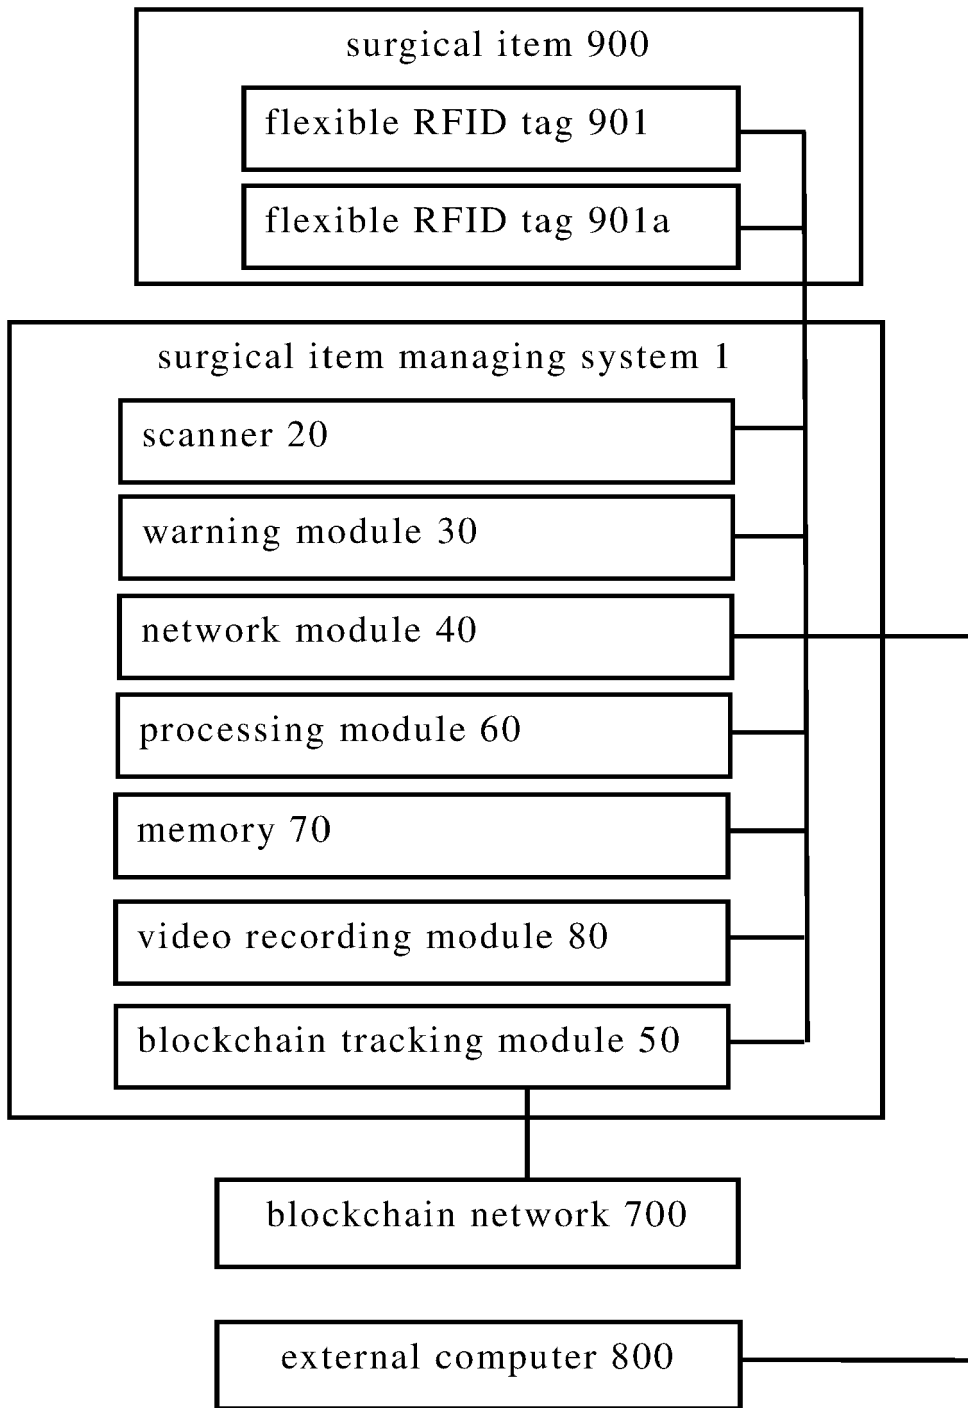 surgical item 900
flexible RFID tag 901
flexible RFID tag 901a
surgical item managing system 1
scanner 20
warning module 30
network module 40
processing module 60
memory 70
video recording module 80
blockchain tracking module 50
blockchain network 700
external computer 800